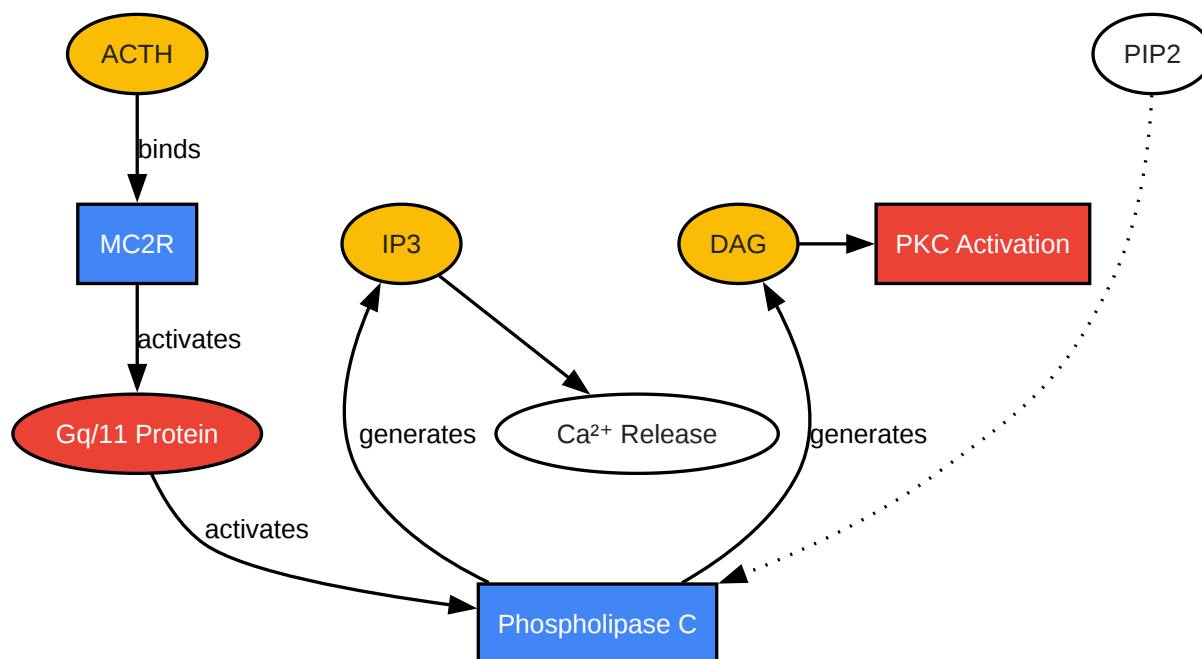 ACTH
PIP2
binds
MC2R
IP3
DAG
PKC Activation
activates
Gq/11 Protein
generates
Ca²⁺ Release
generates
activates
Phospholipase C